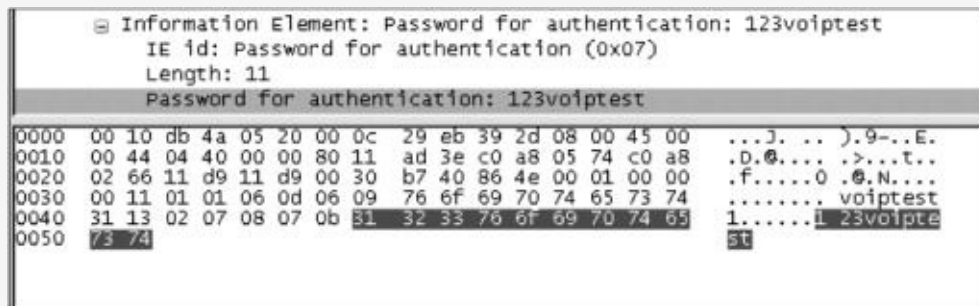 Information Element: Password for authentication: 123voiptest
IE id: Password for authentication (0x07)
Length: 11
Password for authentication: 123voiptest
0000 00 10 db 4a 05 20 00 0c 29 eb 39 2d 08 00 45 00 ...J. .. ).9-..E.
0010 00 44 04 40 00 00 80 11 ad 3e c0 a8 05 74 c0 a8 .D.@.... .>...t..
0020 02 66 11 d9 11 d9 00 30 b7 40 86 4e 00 01 00 00 .f.....0 .@.N....
0030 00 11 01 01 06 0d 06 09 76 6f 69 70 74 65 73 74 ........ voiptest
0040 31 13 02 07 08 07 0b 31 32 33 76 6f 69 70 74 65 1......1 23voipte
0050 73 74 st